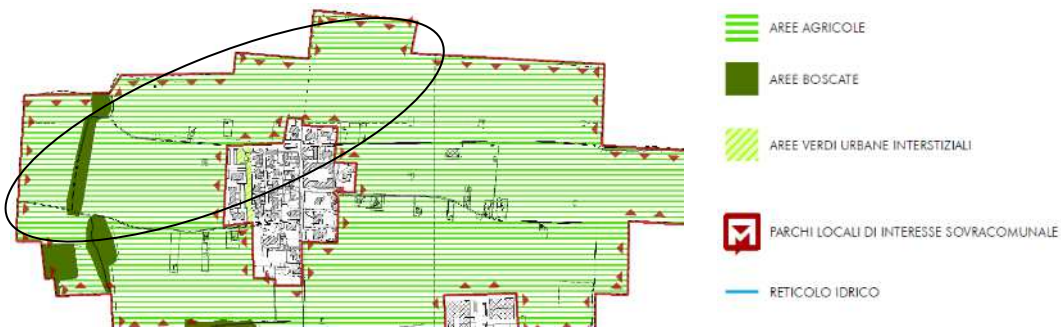 AREE AGRICOLE
AREE BOSCATE
AREE VERDI URBANE INTERSTIZIALI
PARCHI LOCALI DI INTERESSE SOVRACOMUNALE
RETICOLO IDRICO